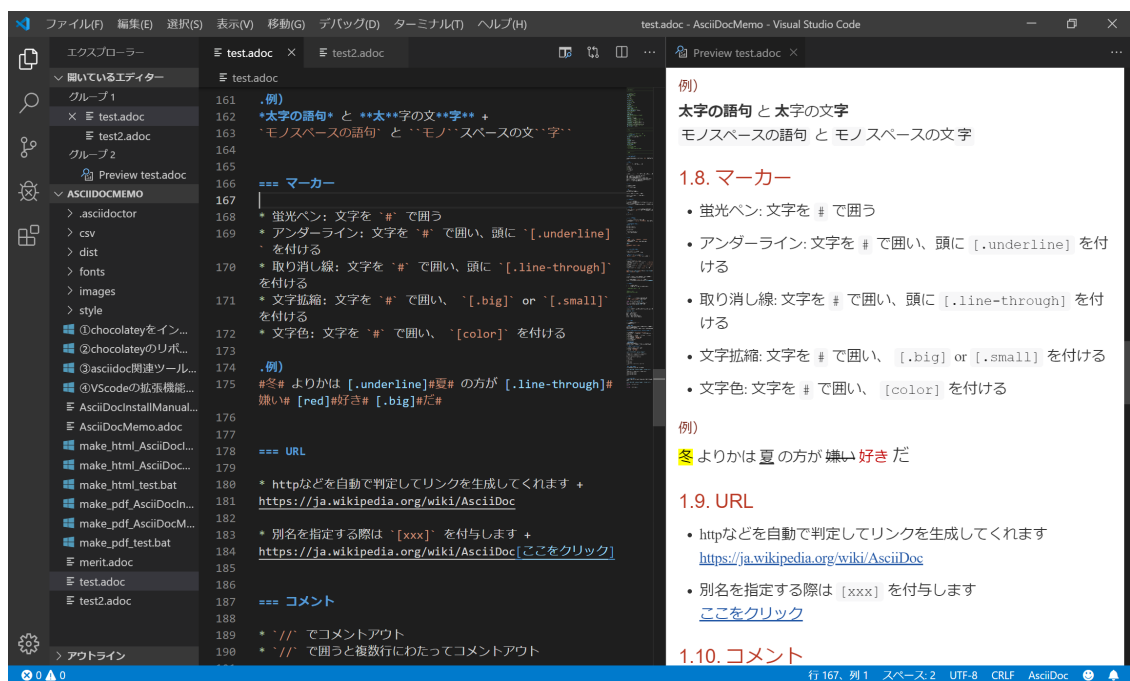 ファイル(F) 編集(E) 選択(S) 表示(V) 移動(G) デバッグ(D) ターミナル(T) ヘルプ(H)
test.adoc - AsciiDocMemo - Visual Studio Code
エクスプローラー
開いているエディター
グループ 1
test.adoc
test2.adoc
グループ 2
Preview test.adoc
ASCIIDOCMEMO
.asciidoctor
csv
dist
fonts
images
style
①chocolateyをイン...
②chocolateyのリポ...
③asciidoc関連ツール...
④VScodeの拡張機能...
AsciiDocInstallManual...
AsciiDocMemo.adoc
make_html_AsciiDocI...
make_html_AsciiDoc...
make_html_test.bat
make_pdf_AsciiDocIn...
make_pdf_AsciiDocM...
make_pdf_test.bat
merit.adoc
test.adoc
test2.adoc
アウトライン
test.adoc
test2.adoc
test.adoc
161 .例)
162 *太字の語句* と **太**字の文**字** +
163 `モノスペースの語句` と ``モノ``スペースの文``字``
164
165
166 === マーカー
167
168 * 蛍光ペン: 文字を `#` で囲う
169 * アンダーライン: 文字を `#` で囲い、頭に `[.underline]
` を付ける
170 * 取り消し線: 文字を `#` で囲い、頭に `[.line-through]`
を付ける
171 * 文字拡縮: 文字を `#` で囲い、 `[.big]` or `[.small]`
を付ける
172 * 文字色: 文字を `#` で囲い、 `[color]` を付ける
173
174 .例)
175 #冬# よりかは [.underline]#夏# の方が [.line-through]#
嫌い# [red]#好き# [.big]#だ#
176
177
178 === URL
179
180 * httpなどを自動で判定してリンクを生成してくれます +
181 https://ja.wikipedia.org/wiki/AsciiDoc
182
183 * 別名を指定する際は `[xxx]` を付与します +
184 https://ja.wikipedia.org/wiki/AsciiDoc[ここをクリック]
185
186
187 === コメント
188
189 * `//` でコメントアウト
190 * `//` で囲うと複数行にわたってコメントアウト
Preview test.adoc
例)
太字の語句 と 太字の文字
モノスペースの語句 と モノスペースの文字
1.8. マーカー
• 蛍光ペン: 文字を # で囲う
• アンダーライン: 文字を # で囲い、頭に [.underline] を付
ける
• 取り消し線: 文字を # で囲い、頭に [.line-through] を付
ける
• 文字拡縮: 文字を # で囲い、 [.big] or [.small] を付ける
• 文字色: 文字を # で囲い、 [color] を付ける
例)
冬 よりかは 夏 の方が 嫌い 好き だ
1.9. URL
• httpなどを自動で判定してリンクを生成してくれます
https://ja.wikipedia.org/wiki/AsciiDoc
• 別名を指定する際は [xxx] を付与します
ここをクリック
1.10. コメント
0 0
行 167、列 1 スペース: 2 UTF-8 CRLF AsciiDoc